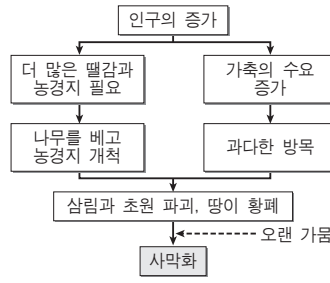 인구의 증가
더 많은 땔감과
농경지 필요
가축의 수요
증가
나무를 베고
농경지 개척
과다한 방목
삼림과 초원 파괴, 땅이 황폐
오랜 가뭄
사막화